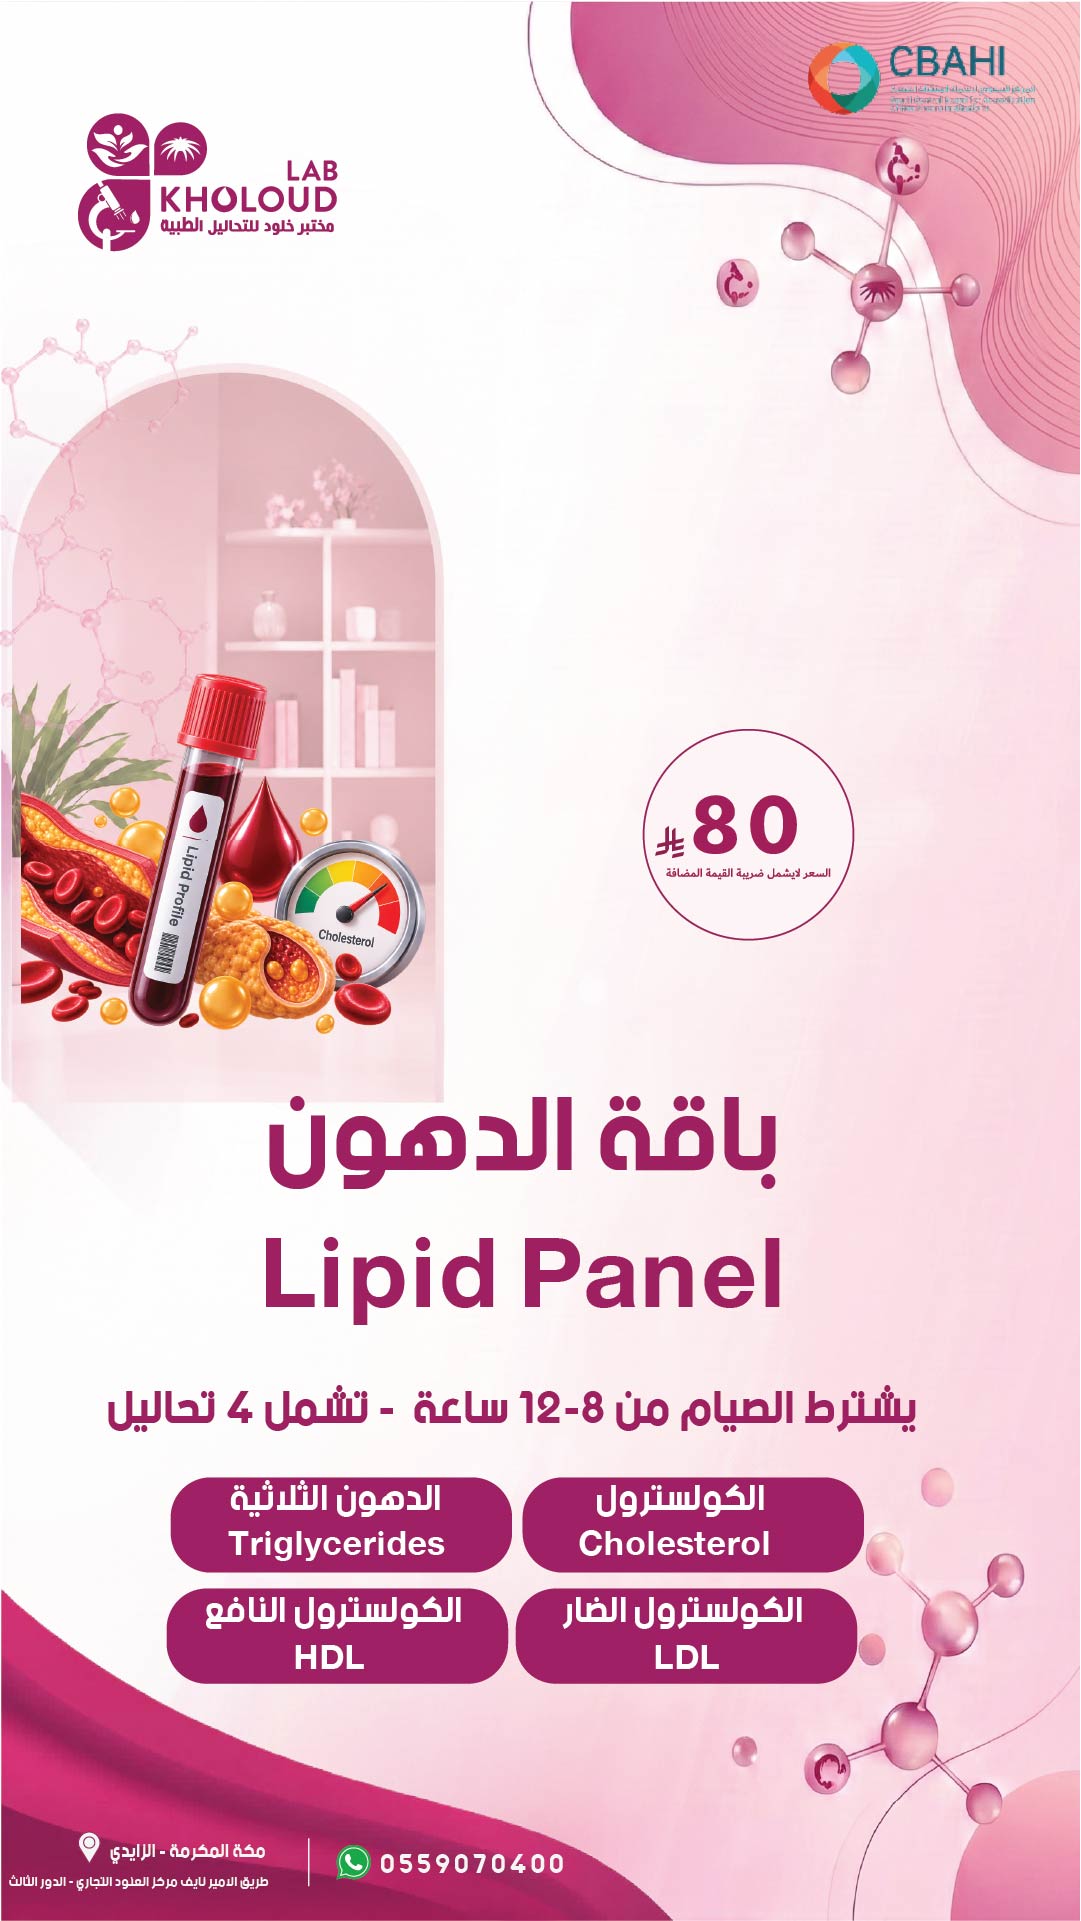 CBAHI
LAB
KHOLOUD
مختبر خلود للتحاليل الطبية
Lipid Profile
Cholesterol
80
السعر لايشمل ضريبة القيمة المضافة
باقة الدهون
Lipid Panel
يشترط الصيام من 8-12 ساعة - تشمل 4 تحاليل
الكولسترول
Cholesterol
الدهون الثلاثية
Triglycerides
الكولسترول الضار
LDL
الكولسترول النافع
HDL
0559070400
مكة المكرمة - الزايدي
طريق الامير نايف مركز العنود التجاري - الدور الثالث